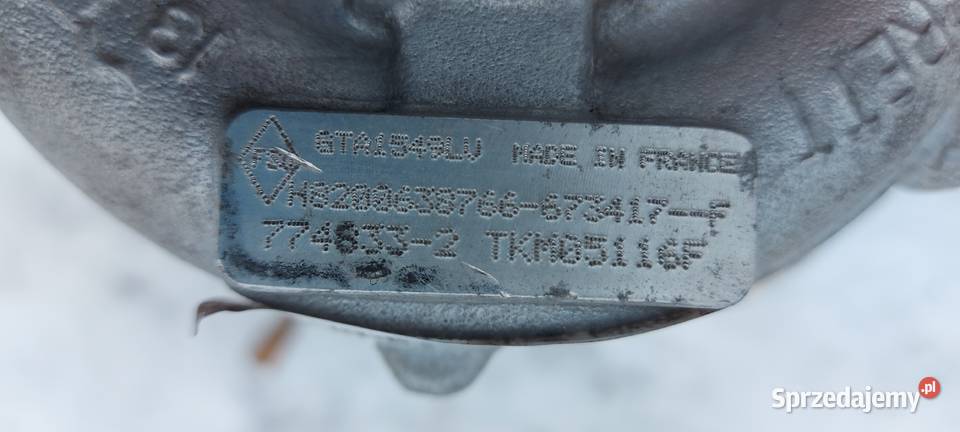 GTA1549LV MADE IN FRANCE
H8200638766-673417--F
774833-2 TKM05116F
Sprzedajemy.pl